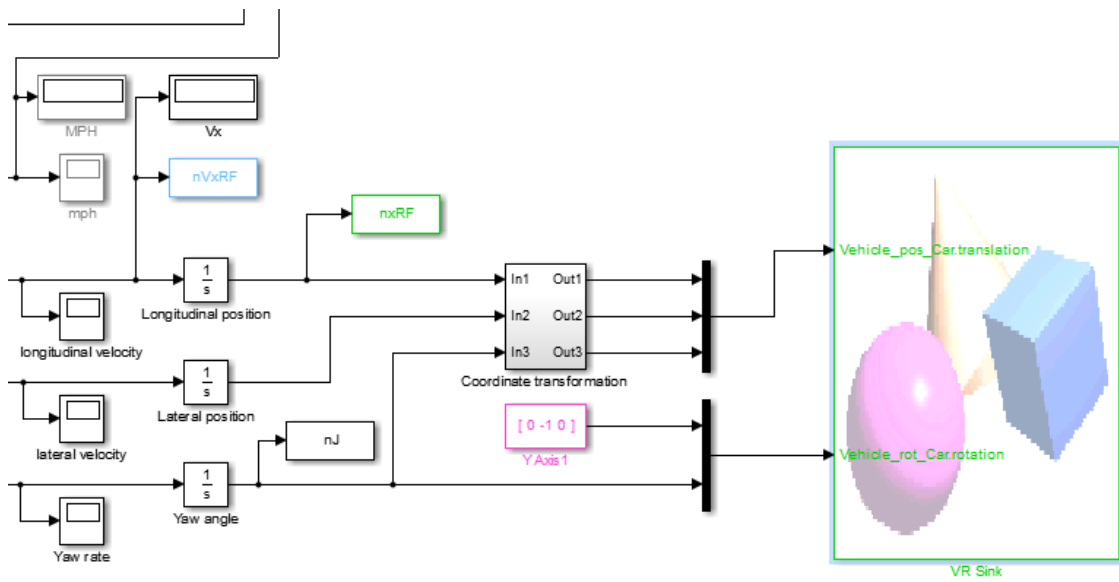 MPH
Vx
mph
nVxRF
nxRF
1
s
Longitudinal position
longitudinal velocity
In1 Out1
In2 Out2
In3 Out3
Coordinate transformation
1
s
Lateral position
lateral velocity
[ 0 -1 0 ]
Y Axis1
nJ
1
s
Yaw angle
Yaw rate
Vehicle_pos_Car.translation
Vehicle_rot_Car.rotation
VR Sink